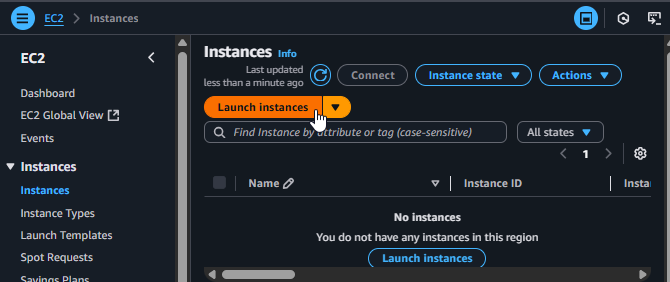 EC2 Instances
EC2
Dashboard
EC2 Global View
Events
Instances
Instances
Instance Types
Launch Templates
Spot Requests
Savings Plans
Instances Info
Last updated
less than a minute ago
Connect
Instance state
Actions
Launch instances
Find Instance by attribute or tag (case-sensitive)
All states
1
Name
Instance ID
No instances
You do not have any instances in this region
Launch instances